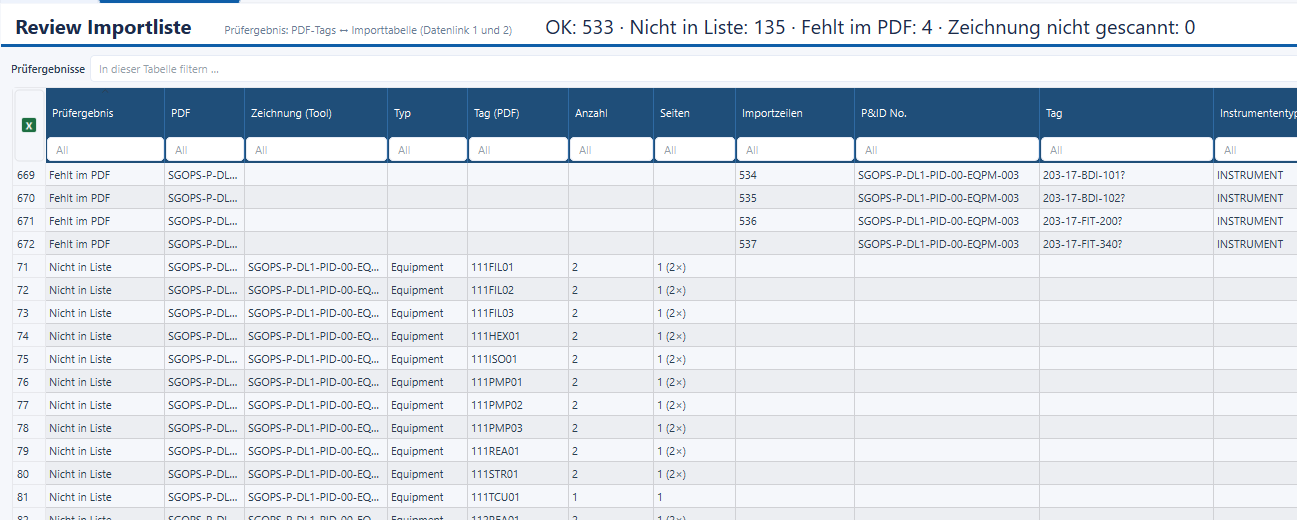 Review Importliste Prüfergebnis: PDF-Tags ↔ Importtabelle (Datenlink 1 und 2) OK: 533 · Nicht in Liste: 135 · Fehlt im PDF: 4 · Zeichnung nicht gescannt: 0
Prüfergebnisse In dieser Tabelle filtern ...
X Prüfergebnis PDF Zeichnung (Tool) Typ Tag (PDF) Anzahl Seiten Importzeilen P&ID No. Tag Instrumententyp
All All All All All All All All All All All
669 Fehlt im PDF SGOPS-P-DL... 534 SGOPS-P-DL1-PID-00-EQPM-003 203-17-BDI-101? INSTRUMENT
670 Fehlt im PDF SGOPS-P-DL... 535 SGOPS-P-DL1-PID-00-EQPM-003 203-17-BDI-102? INSTRUMENT
671 Fehlt im PDF SGOPS-P-DL... 536 SGOPS-P-DL1-PID-00-EQPM-003 203-17-FIT-200? INSTRUMENT
672 Fehlt im PDF SGOPS-P-DL... 537 SGOPS-P-DL1-PID-00-EQPM-003 203-17-FIT-340? INSTRUMENT
71 Nicht in Liste SGOPS-P-DL... SGOPS-P-DL1-PID-00-EQ... Equipment 111FIL01 2 1 (2×)
72 Nicht in Liste SGOPS-P-DL... SGOPS-P-DL1-PID-00-EQ... Equipment 111FIL02 2 1 (2×)
73 Nicht in Liste SGOPS-P-DL... SGOPS-P-DL1-PID-00-EQ... Equipment 111FIL03 2 1 (2×)
74 Nicht in Liste SGOPS-P-DL... SGOPS-P-DL1-PID-00-EQ... Equipment 111HEX01 2 1 (2×)
75 Nicht in Liste SGOPS-P-DL... SGOPS-P-DL1-PID-00-EQ... Equipment 111ISO01 2 1 (2×)
76 Nicht in Liste SGOPS-P-DL... SGOPS-P-DL1-PID-00-EQ... Equipment 111PMP01 2 1 (2×)
77 Nicht in Liste SGOPS-P-DL... SGOPS-P-DL1-PID-00-EQ... Equipment 111PMP02 2 1 (2×)
78 Nicht in Liste SGOPS-P-DL... SGOPS-P-DL1-PID-00-EQ... Equipment 111PMP03 2 1 (2×)
79 Nicht in Liste SGOPS-P-DL... SGOPS-P-DL1-PID-00-EQ... Equipment 111REA01 2 1 (2×)
80 Nicht in Liste SGOPS-P-DL... SGOPS-P-DL1-PID-00-EQ... Equipment 111STR01 2 1 (2×)
81 Nicht in Liste SGOPS-P-DL... SGOPS-P-DL1-PID-00-EQ... Equipment 111TCU01 1 1
82 Nicht in Liste SGOPS-P-DL... SGOPS-P-DL1-PID-00-EQ... Equipment 2 1 (2×)